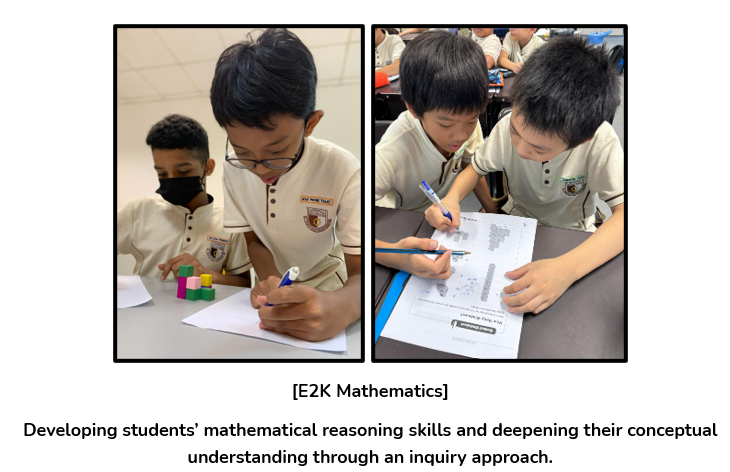 [E2K Mathematics]
Developing students’ mathematical reasoning skills and deepening their conceptual
understanding through an inquiry approach.